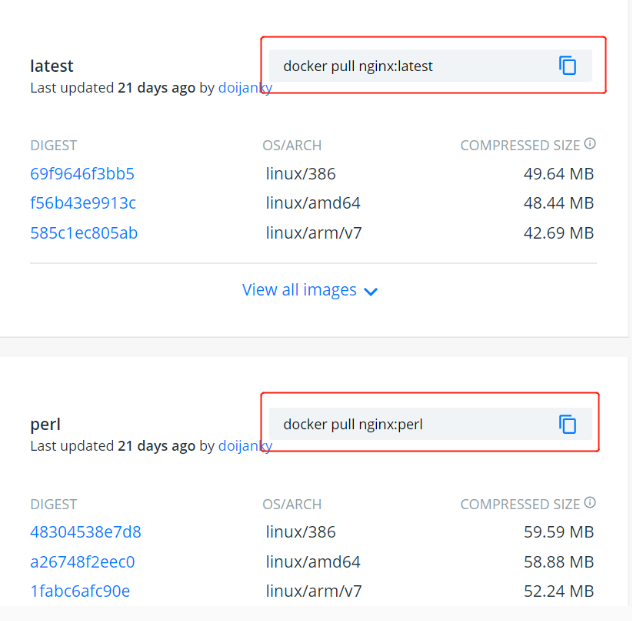 latest
docker pull nginx:latest
Last updated 21 days ago by doijanky
DIGEST OS/ARCH COMPRESSED SIZE
69f9646f3bb5 linux/386 49.64 MB
f56b43e9913c linux/amd64 48.44 MB
585c1ec805ab linux/arm/v7 42.69 MB
View all images
perl
docker pull nginx:perl
Last updated 21 days ago by doijanky
DIGEST OS/ARCH COMPRESSED SIZE
48304538e7d8 linux/386 59.59 MB
a26748f2eec0 linux/amd64 58.88 MB
1fabc6afc90e linux/arm/v7 52.24 MB